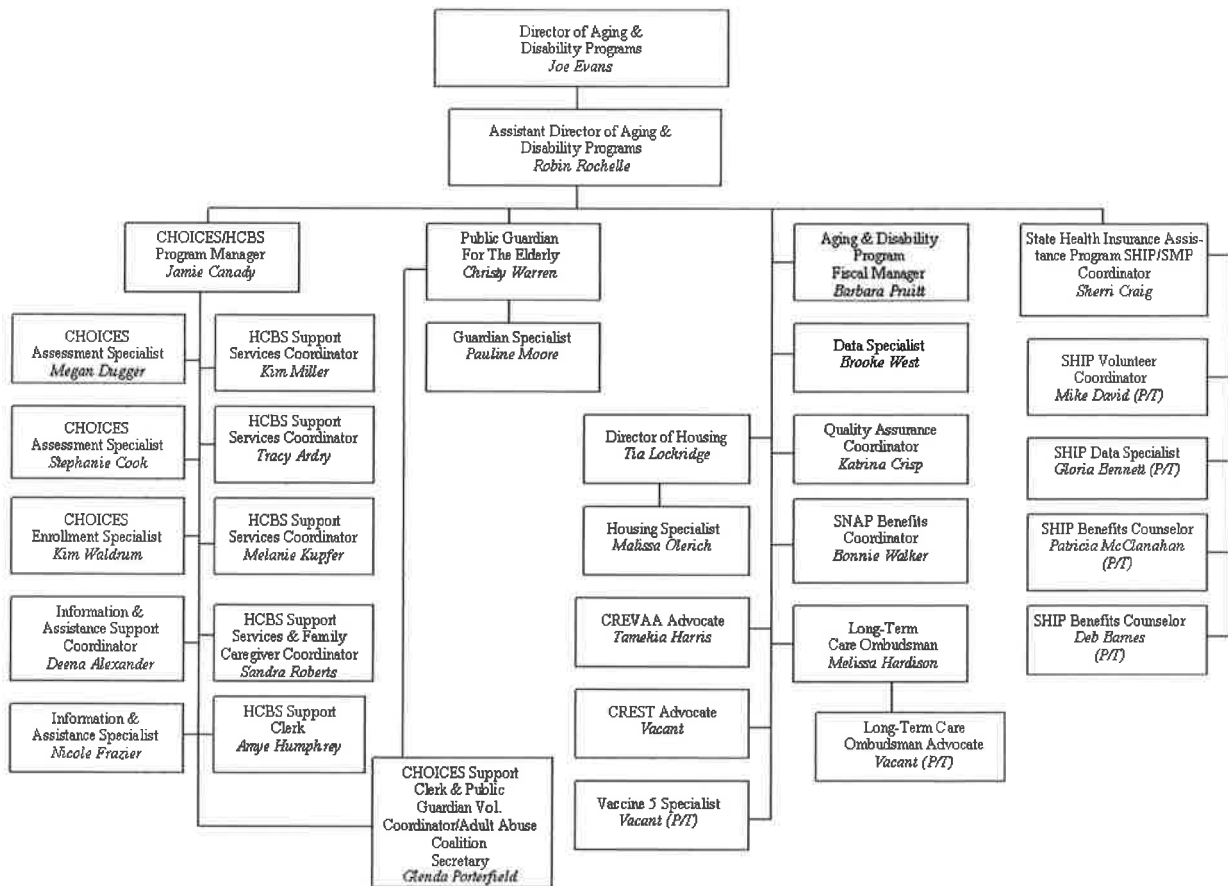 Director of Aging &
Disability Programs
Joe Evans
Assistant Director of Aging &
Disability Programs
Robin Rochelle
CHOICES/HCBS
Program Manager
Jamie Canady
Public Guardian
For The Elderly
Christy Warren
Aging & Disability
Program
Fiscal Manager
Barbara Pruitt
State Health Insurance Assis-
tance Program SHIP/SMP
Coordinator
Sherri Craig
CHOICES
Assessment Specialist
Megan Dugger
HCBS Support
Services Coordinator
Kim Miller
Guardian Specialist
Pauline Moore
Data Specialist
Brooke West
SHIP Volunteer
Coordinator
Mike David (P/T)
CHOICES
Assessment Specialist
Stephanie Cook
HCBS Support
Services Coordinator
Tracy Ardry
Director of Housing
Tia Lockridge
Quality Assurance
Coordinator
Katrina Crisp
SHIP Data Specialist
Gloria Bennett (P/T)
CHOICES
Enrollment Specialist
Kim Waldrum
HCBS Support
Services Coordinator
Melanie Kupfer
Housing Specialist
Malissa Olerich
SNAP Benefits
Coordinator
Bonnie Walker
SHIP Benefits Counselor
Patricia McClanahan
(P/T)
Information &
Assistance Support
Coordinator
Deena Alexander
HCBS Support
Services & Family
Caregiver Coordinator
Sandra Roberts
CREVAA Advocate
Tamekia Harris
Long-Term
Care Ombudsman
Melissa Hardison
SHIP Benefits Counselor
Deb Barnes
(P/T)
Information &
Assistance Specialist
Nicole Frazier
HCBS Support
Clerk
Amye Humphrey
CREST Advocate
Vacant
Long-Term Care
Ombudsman Advocate
Vacant (P/T)
CHOICES Support
Clerk & Public
Guardian Vol.
Coordinator/Adult Abuse
Coalition
Secretary
Glenda Porterfield
Vaccine 5 Specialist
Vacant (P/T)